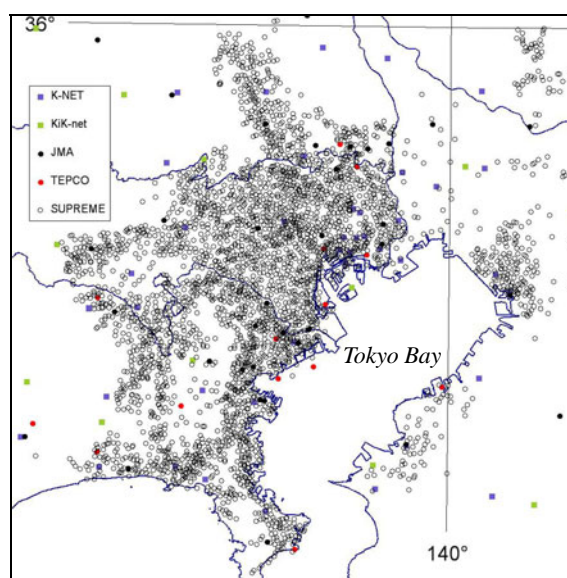 36°
K-NET
KiK-net
JMA
TEPCO
SUPREME
Tokyo Bay
140°